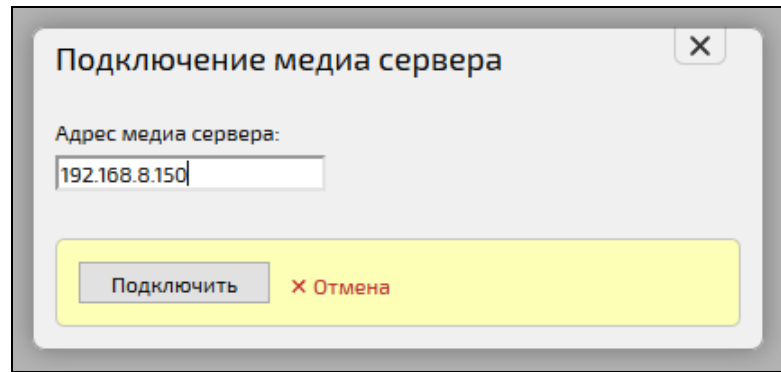 Подключение медиа сервера
Адрес медиа сервера:
192.168.8.150
Подключить
× Отмена